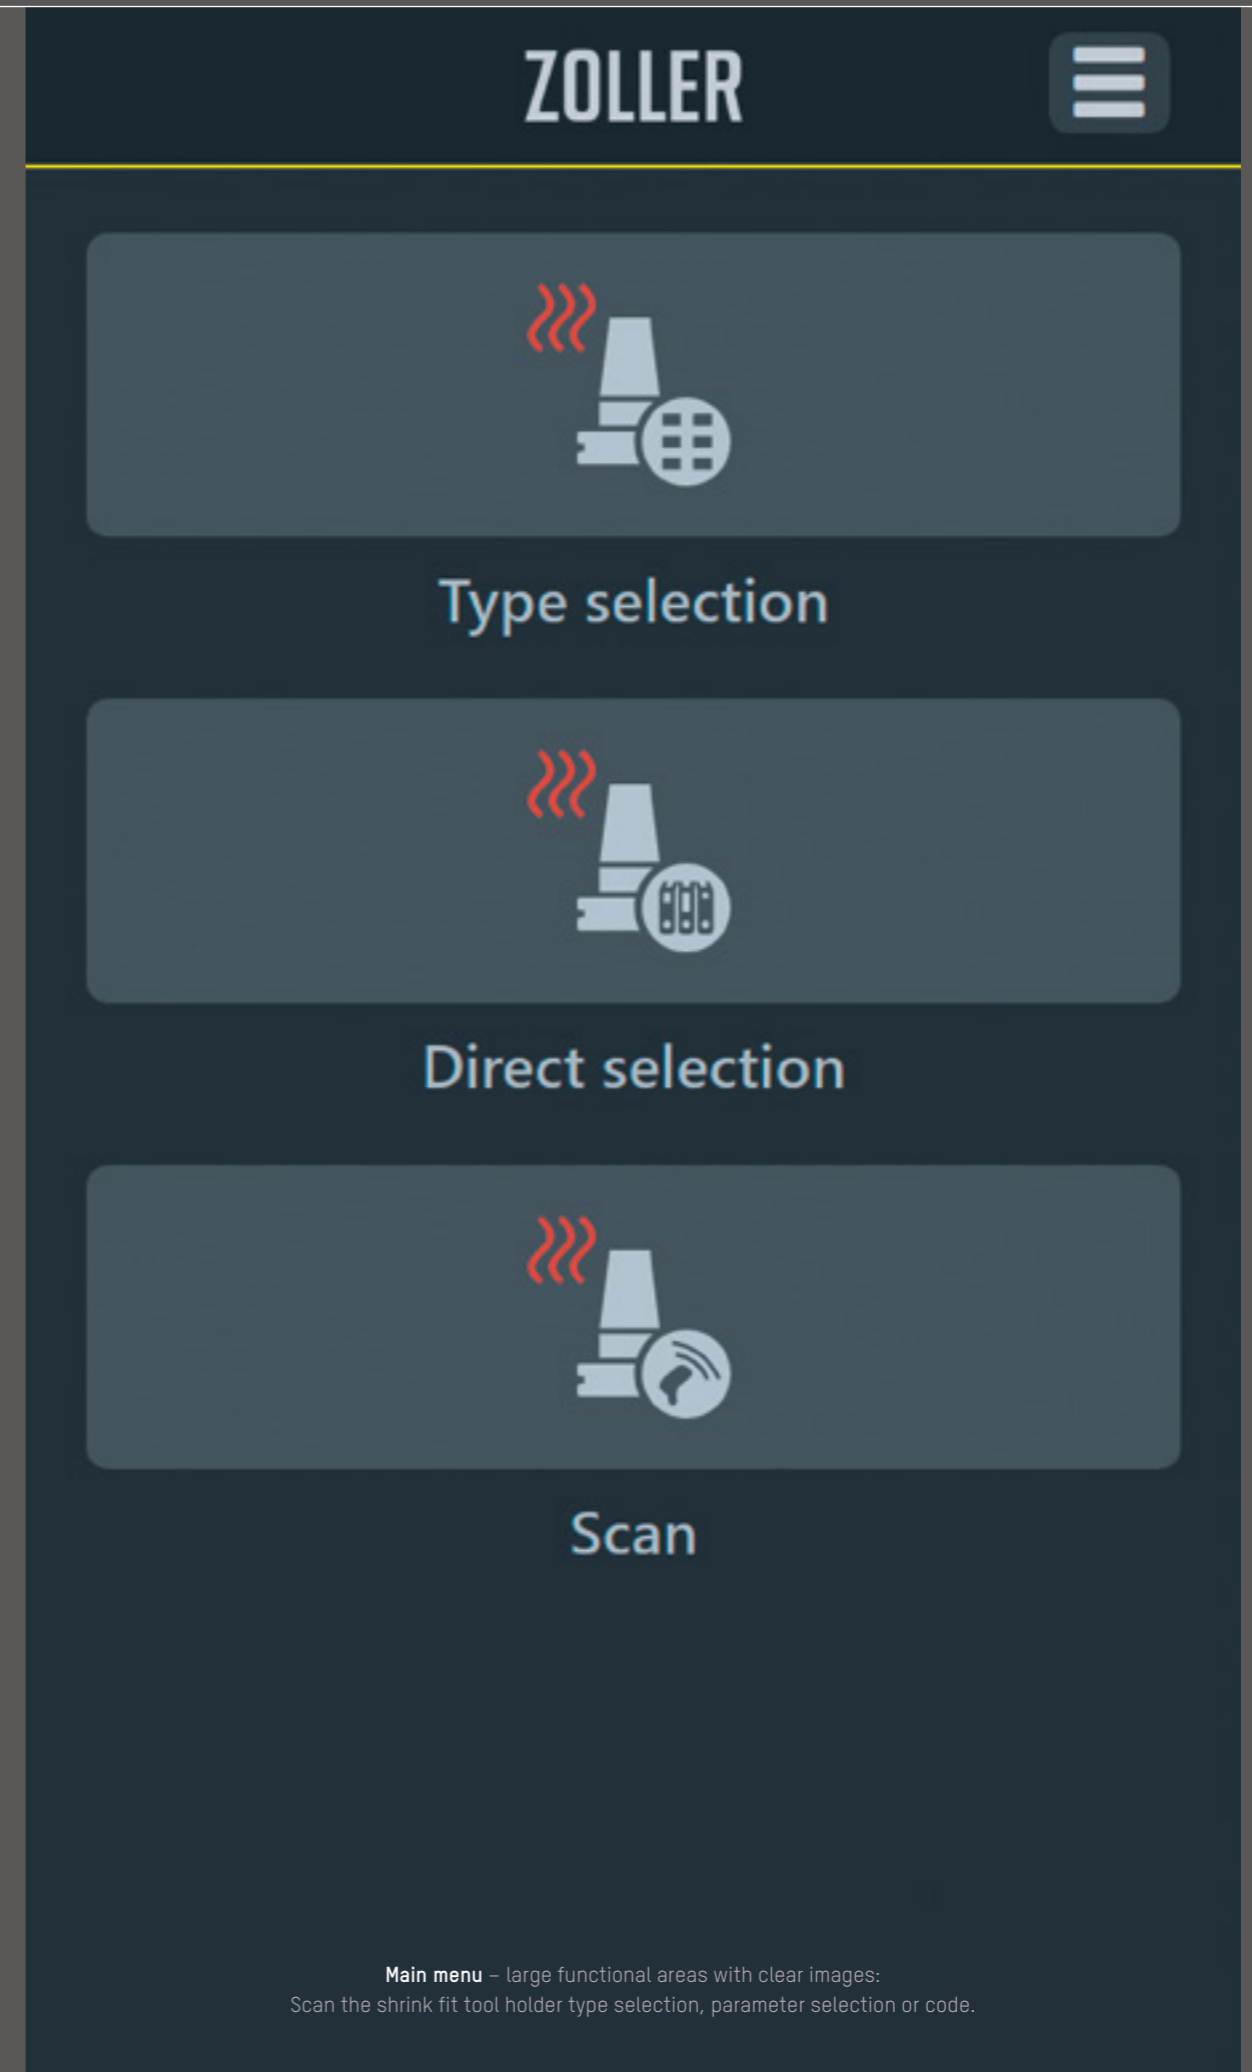 ZOLLER
Type selection
Direct selection
Scan
Main menu – large functional areas with clear images:
Scan the shrink fit tool holder type selection, parameter selection or code.